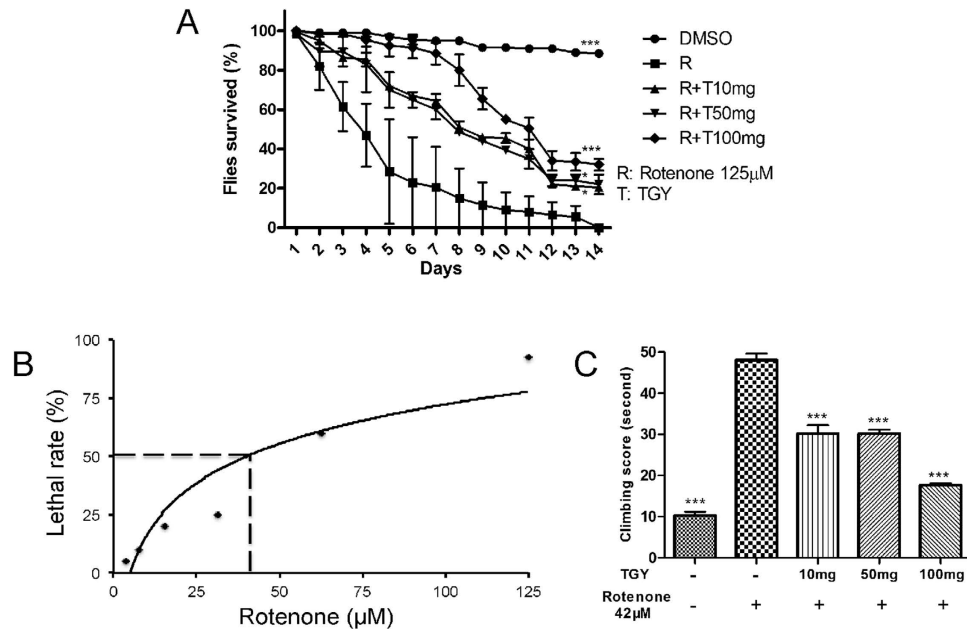 A
Flies survived (%)
100
80
60
40
20
0
1 2 3 4 5 6 7 8 9 10 11 12 13 14
Days
***
***
*
*
DMSO
R
R+T10mg
R+T50mg
R+T100mg
R: Rotenone 125μM
T: TGY
B
Lethal rate (%)
100
75
50
25
0
0 25 50 75 100 125
Rotenone (μM)
C
Climbing score (second)
50
40
30
20
10
0
***
***
***
***
TGY - - 10mg 50mg 100mg
Rotenone - + + + +
42μM